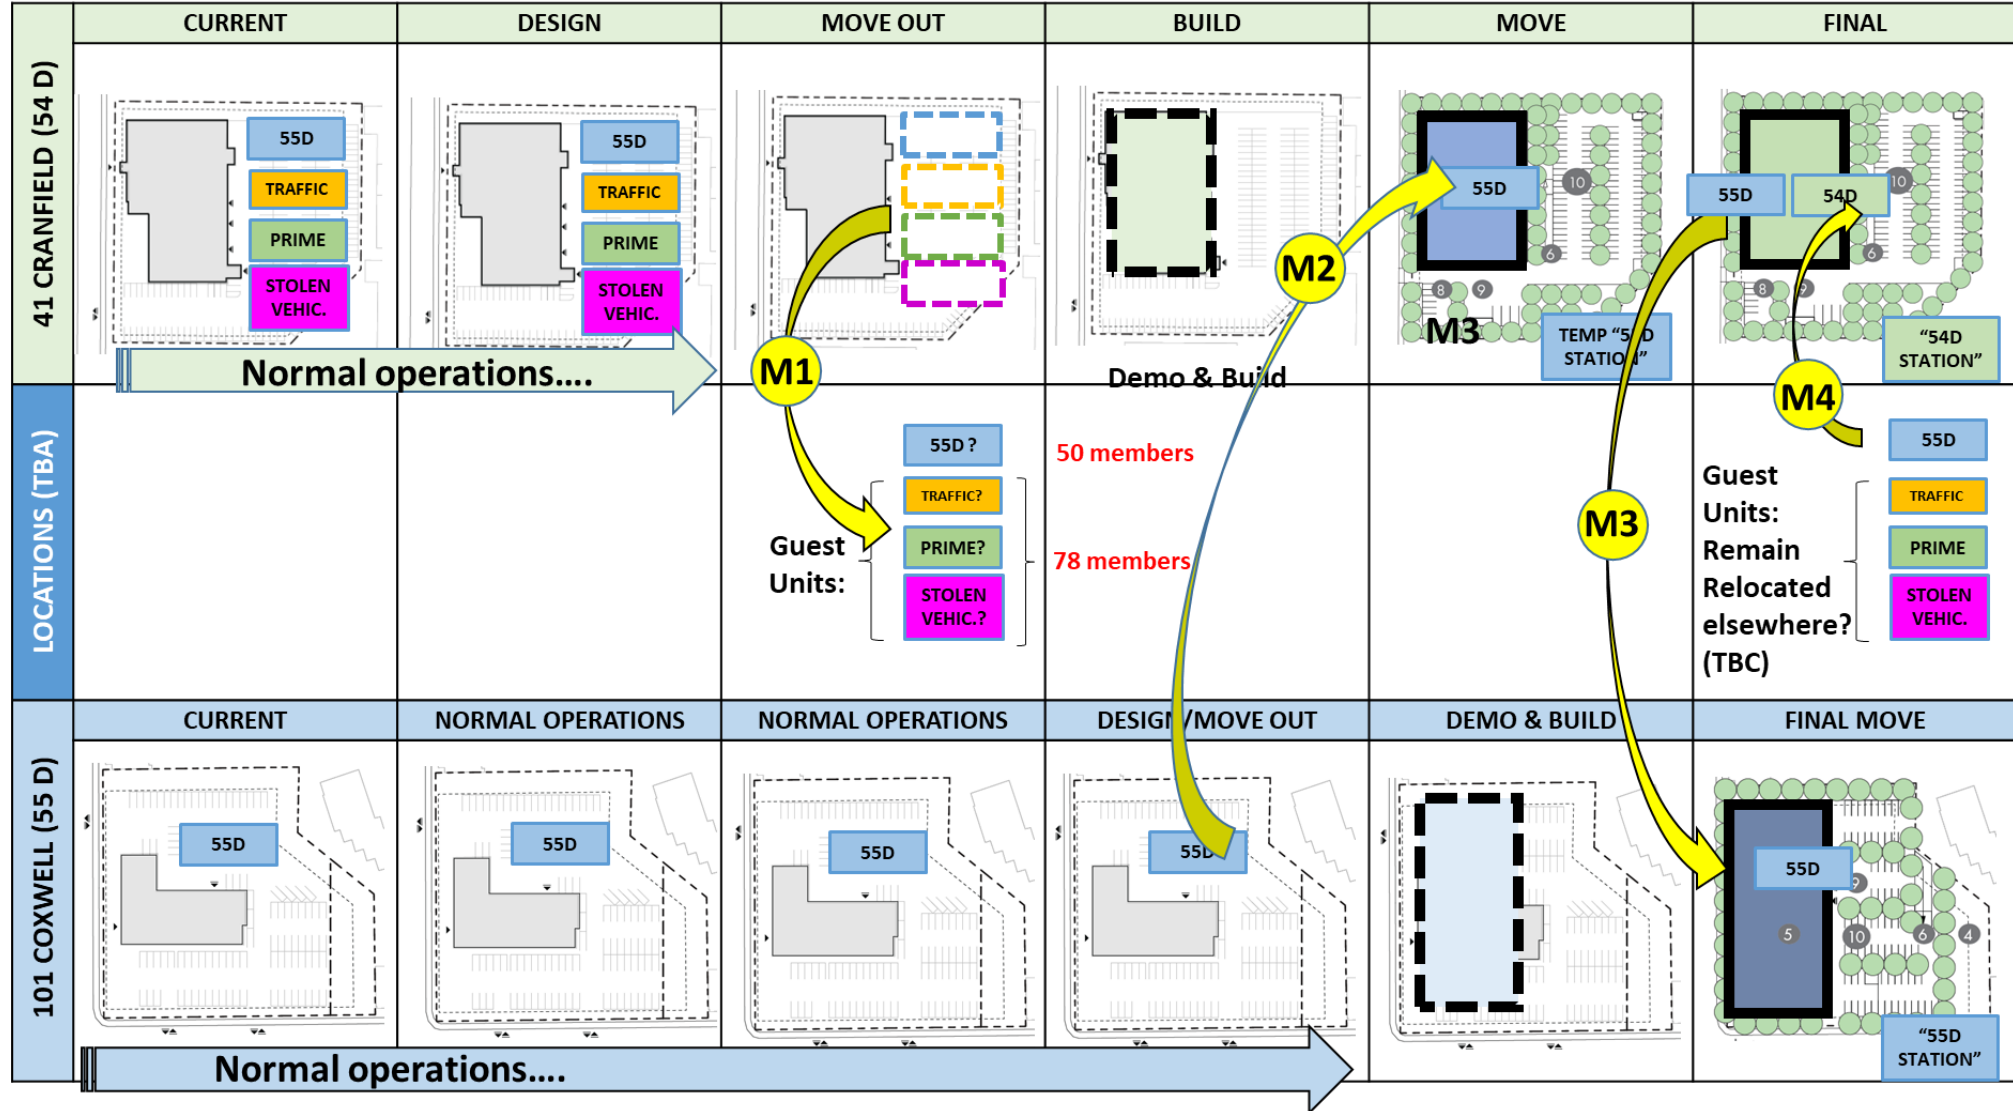 41 CRANFIELD (54 D)
CURRENT
DESIGN
MOVE OUT
BUILD
MOVE
FINAL
55D
TRAFFIC
PRIME
STOLEN
VEHIC.
55D
TRAFFIC
PRIME
STOLEN
VEHIC.
Normal operations....
M1
Demo & Build
M2
55D
10
6
8
9
M3
TEMP "55D
STATION"
55D
54D
10
6
8
9
"54D
STATION"
M4
LOCATIONS (TBA)
55D ?
50 members
TRAFFIC?
PRIME?
STOLEN
VEHIC.?
Guest
Units:
78 members
M3
55D
Guest
Units:
Remain
Relocated
elsewhere?
(TBC)
TRAFFIC
PRIME
STOLEN
VEHIC.
101 COXWELL (55 D)
CURRENT
NORMAL OPERATIONS
NORMAL OPERATIONS
DESIGN/MOVE OUT
DEMO & BUILD
FINAL MOVE
55D
55D
55D
55D
55D
9
5
10
6
4
"55D
STATION"
Normal operations....